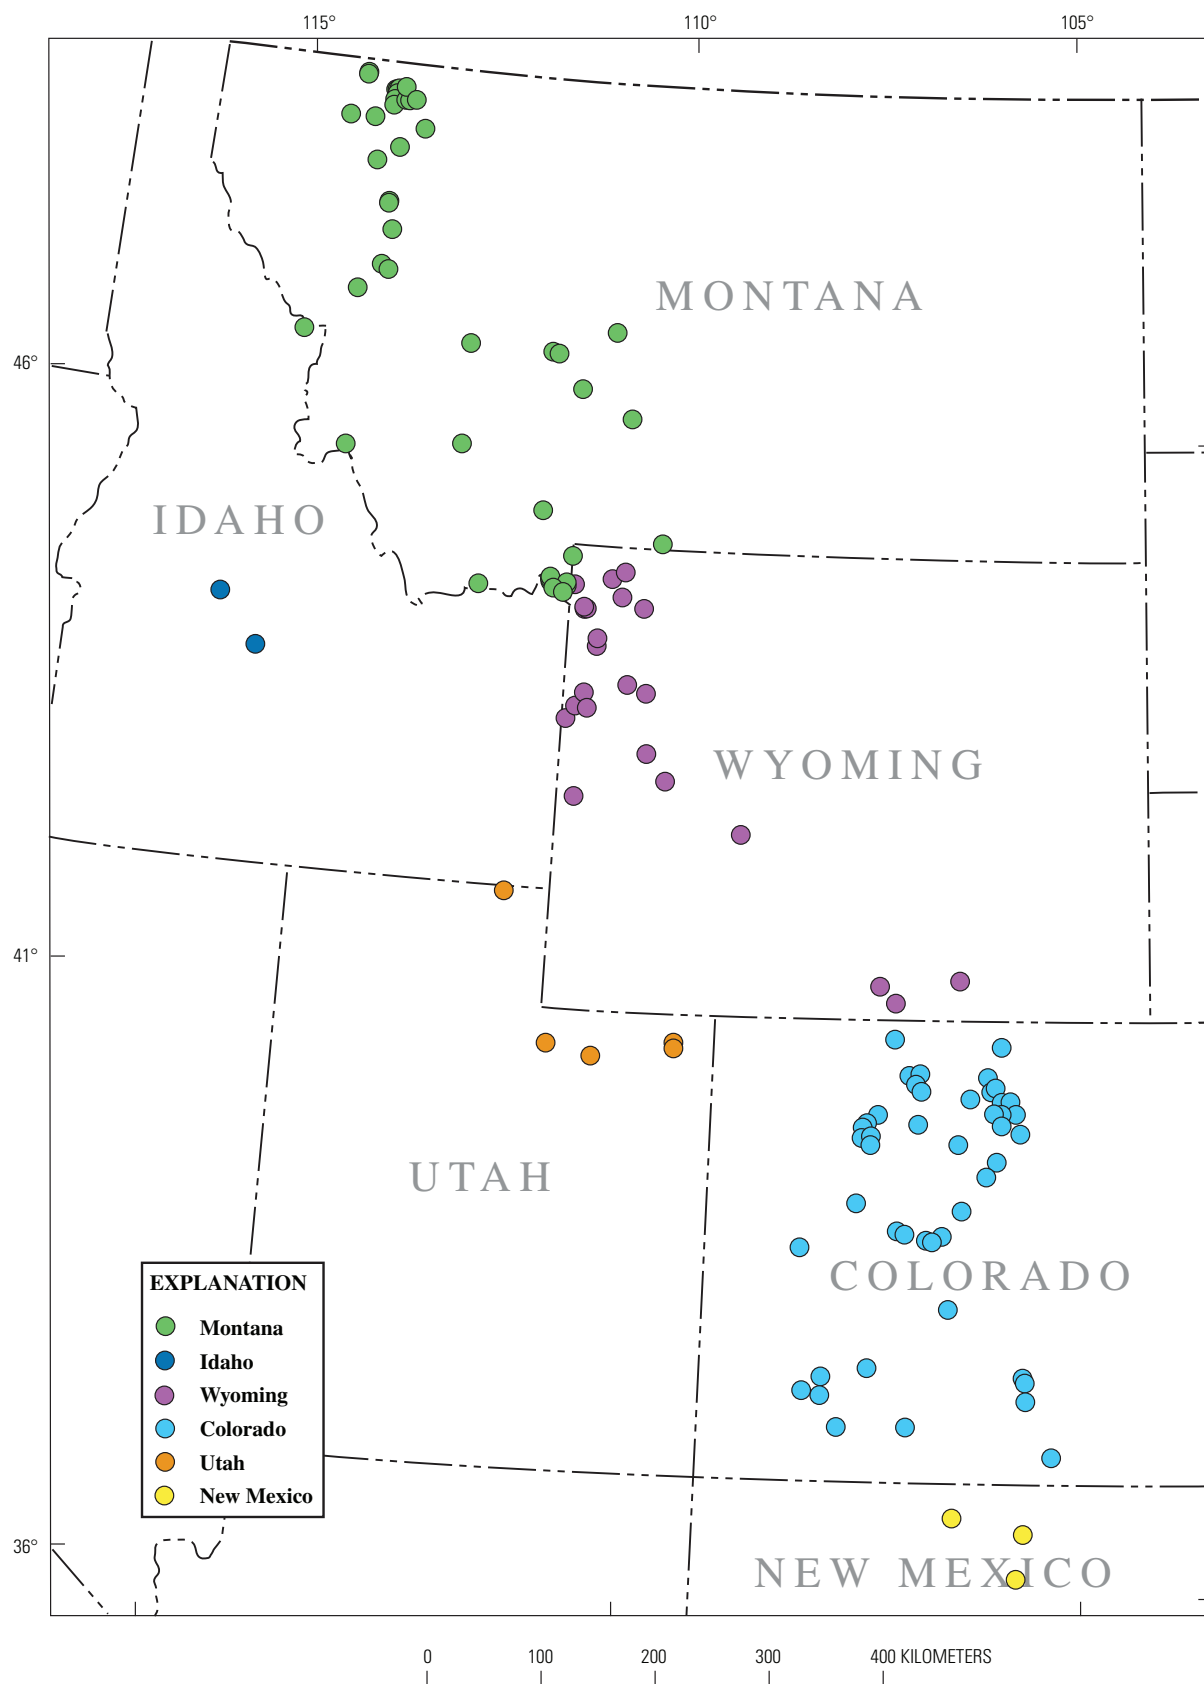 115° 110° 105°
MONTANA
46°
IDAHO
WYOMING
41°
UTAH
EXPLANATION
Montana
Idaho
Wyoming
Colorado
Utah
New Mexico
COLORADO
36°
NEW MEXICO
0 100 200 300 400 KILOMETERS